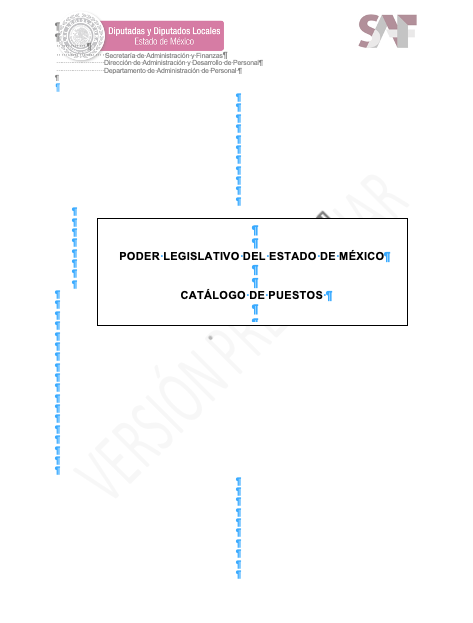 Diputadas y Diputados Locales
Estado de México
SAF
Secretaría de Administración y Finanzas
Dirección de Administración y Desarrollo de Personal
Departamento de Administración de Personal
PODER LEGISLATIVO DEL ESTADO DE MÉXICO
CATÁLOGO DE PUESTOS
VERSIÓN